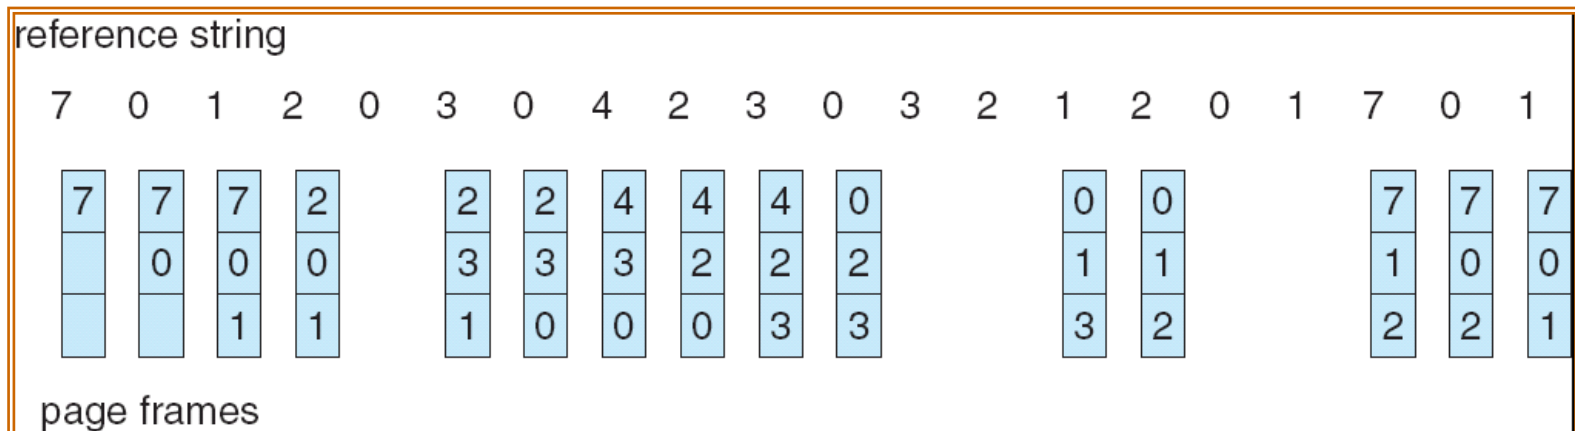 reference string
7 0 1 2 0 3 0 4 2 3 0 3 2 1 2 0 1 7 0 1
7 7 7 2 2 2 4 4 4 0 0 0 7 7 7
0 0 0 3 3 3 2 2 2 1 1 1 0 0
1 1 1 0 0 0 3 3 3 2 2 2 1
page frames